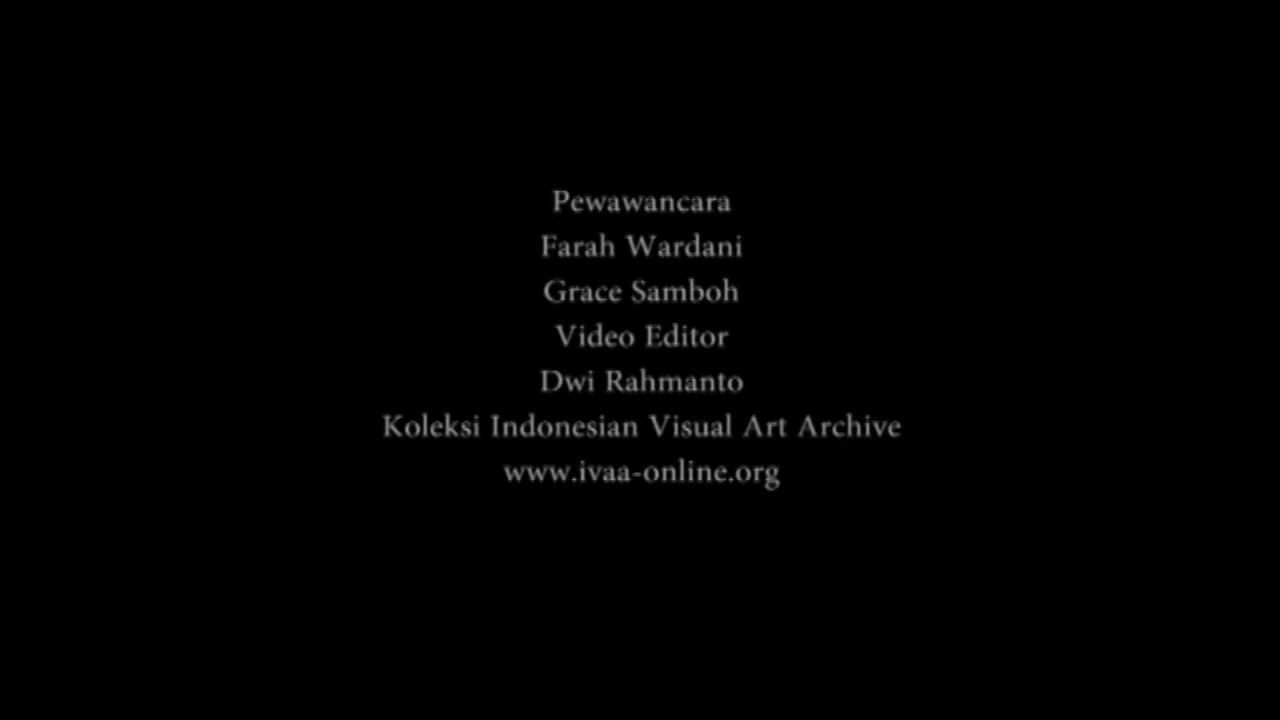 Pewawancara
Farah Wardani
Grace Samboh
Video Editor
Dwi Rahmanto
Koleksi Indonesian Visual Art Archive
www.ivaa-online.org